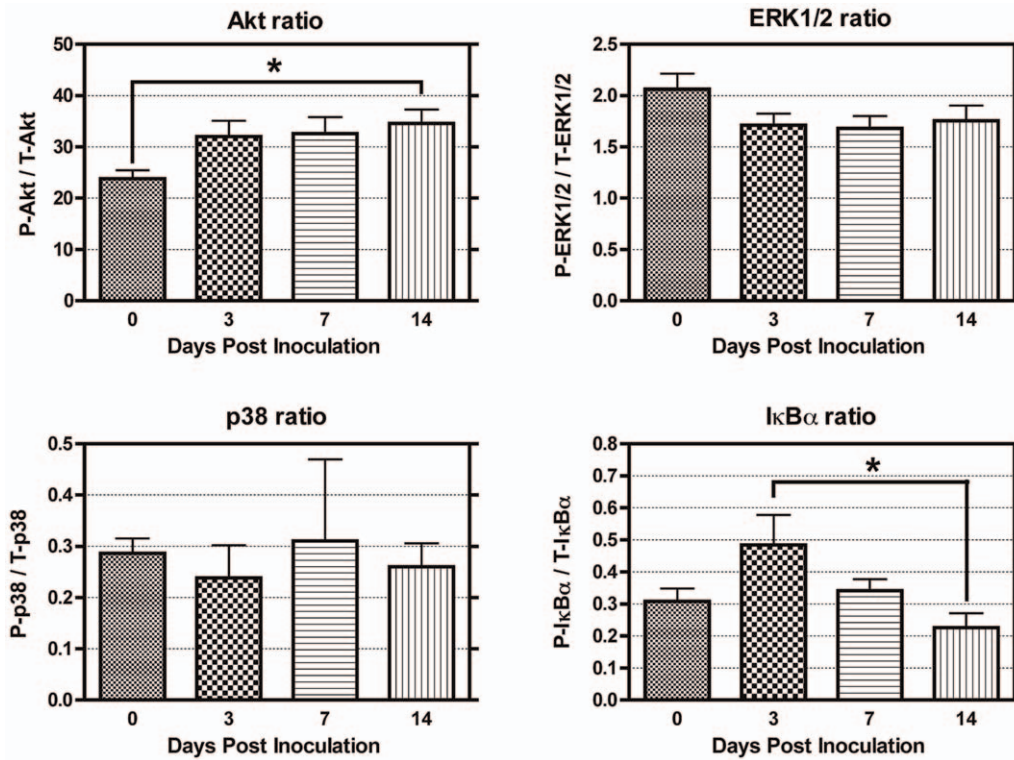 Akt ratio
P-Akt / T-Akt
50
40
30
20
10
0
*
0 3 7 14
Days Post Inoculation
ERK1/2 ratio
P-ERK1/2 / T-ERK1/2
2.5
2.0
1.5
1.0
0.5
0.0
0 3 7 14
Days Post Inoculation
p38 ratio
P-p38 / T-p38
0.5
0.4
0.3
0.2
0.1
0.0
0 3 7 14
Days Post Inoculation
IκBα ratio
P-IκBα / T-IκBα
0.8
0.7
0.6
0.5
0.4
0.3
0.2
0.1
0.0
*
0 3 7 14
Days Post Inoculation